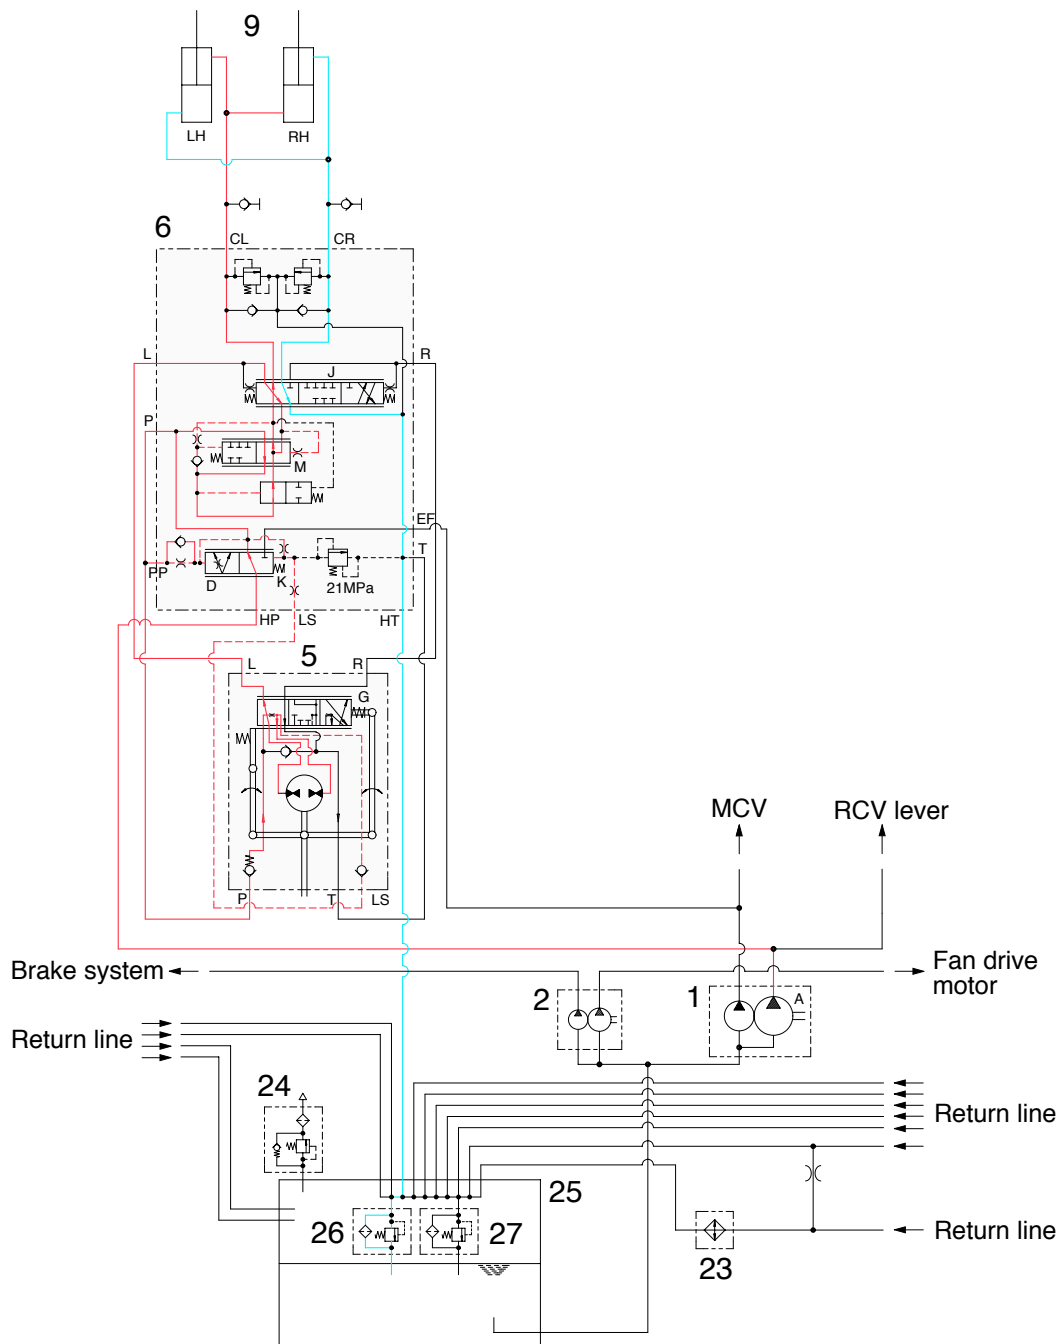 9
LH
RH
6
CL
CR
L
J
R
P
M
EF
T
PP
D
K
21MPa
HP
LS
HT
5
L
R
G
MCV
RCV lever
P
T
LS
Brake system
2
1
A
Fan drive
motor
Return line
24
Return line
25
26
27
23
Return line